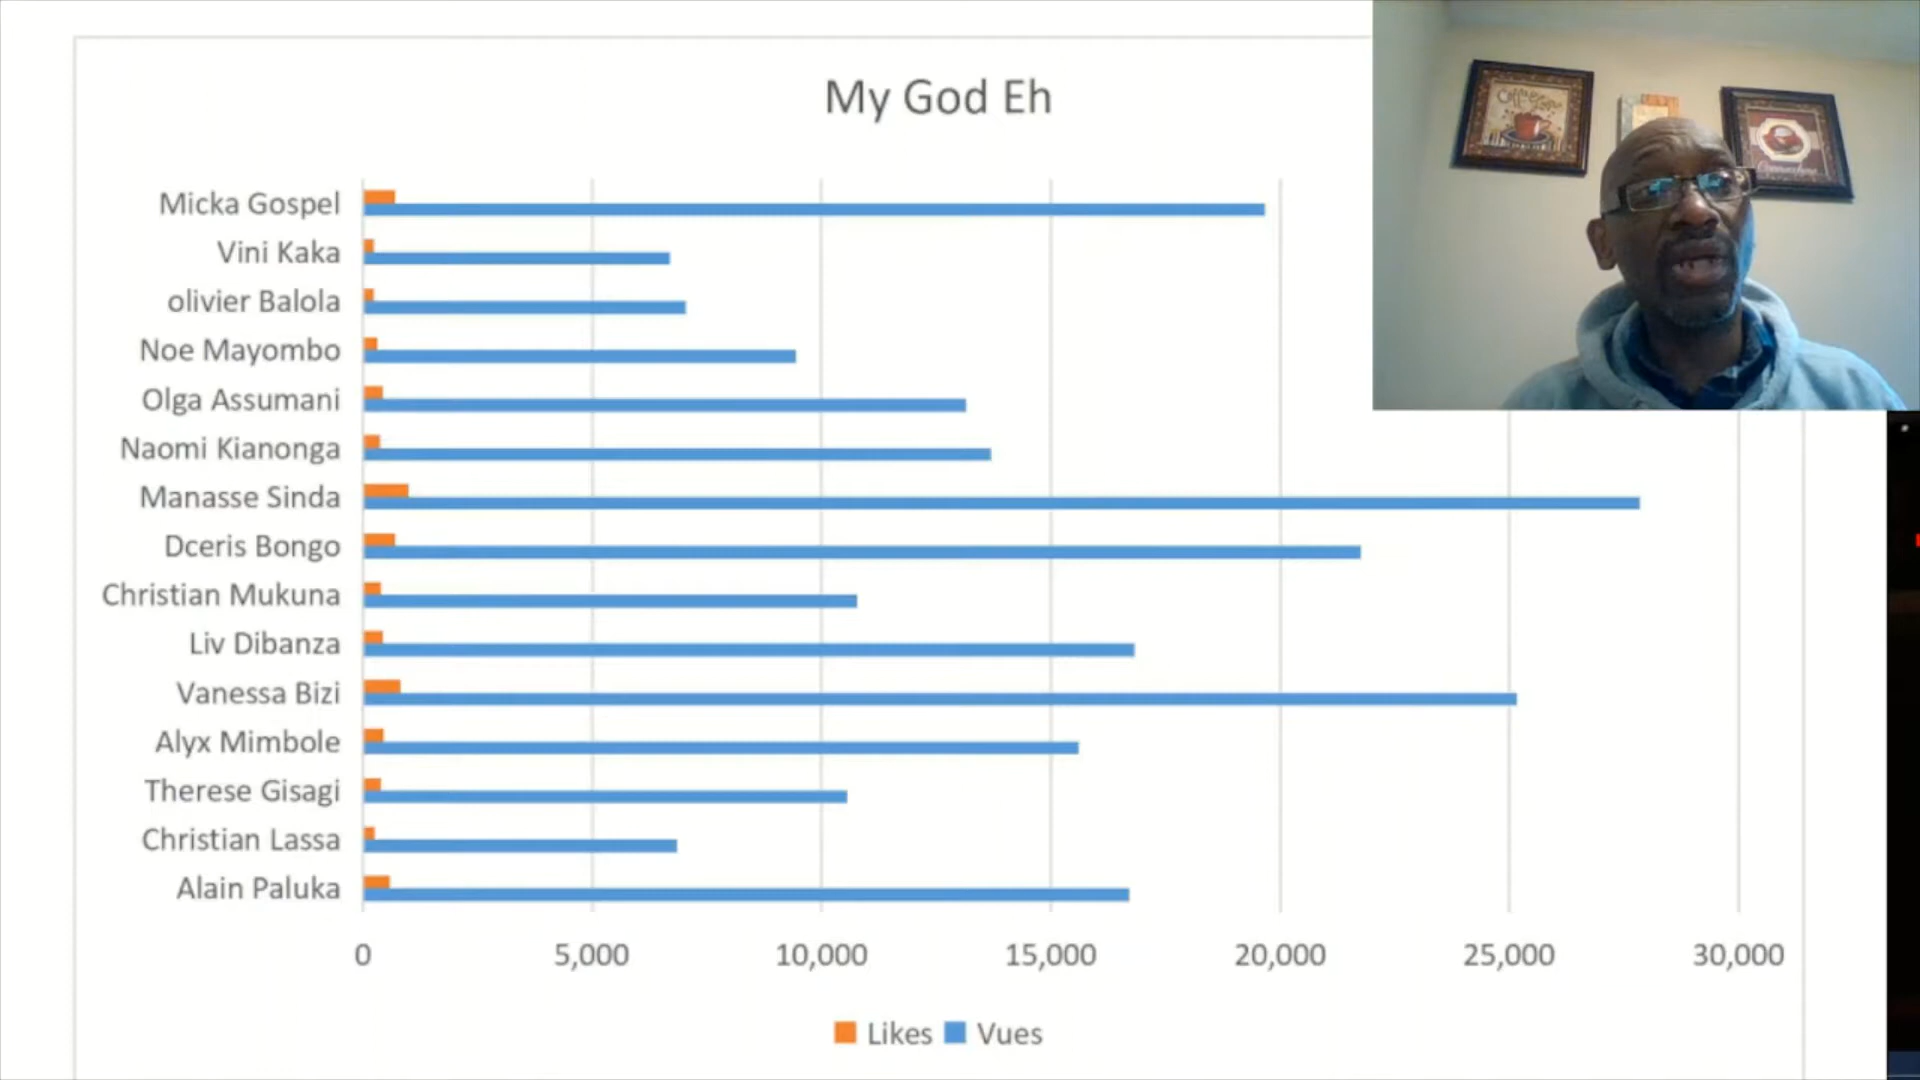 My God Eh
Micka Gospel
Vini Kaka
olivier Balola
Noe Mayombo
Olga Assumani
Naomi Kianonga
Manasse Sinda
Dceris Bongo
Christian Mukuna
Liv Dibanza
Vanessa Bizi
Alyx Mimbole
Therese Gisagi
Christian Lassa
Alain Paluka
0 5,000 10,000 15,000 20,000 25,000 30,000
Likes Vues